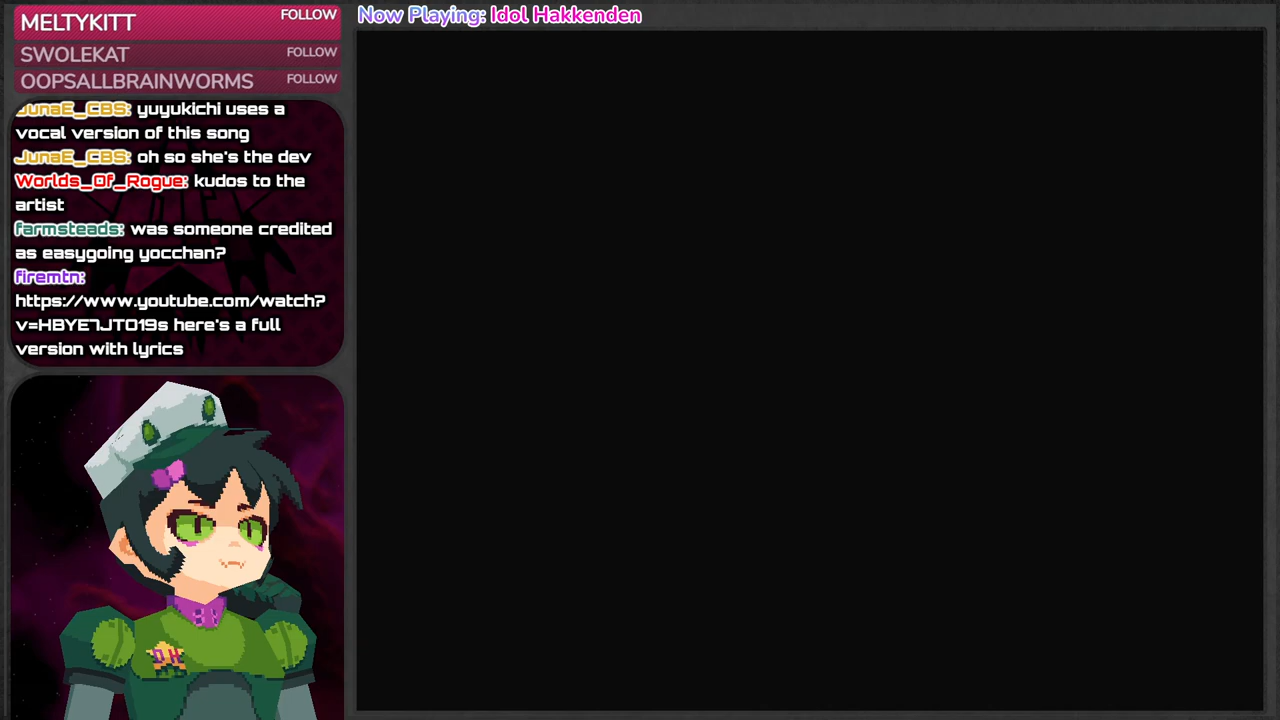 MELTYKITT FOLLOW
SWOLEKAT FOLLOW
OOPSALLBRAINWORMS FOLLOW
Now Playing: Idol Hakkenden
JunaE_CBS: yuyukichi uses a
vocal version of this song
JunaE_CBS: oh so she's the dev
Worlds_Of_Rogue: kudos to the
artist
farmsteads: was someone credited
as easygoing yocchan?
firemtn:
https://www.youtube.com/watch?
v=HBYE7JTO19s here's a full
version with lyrics